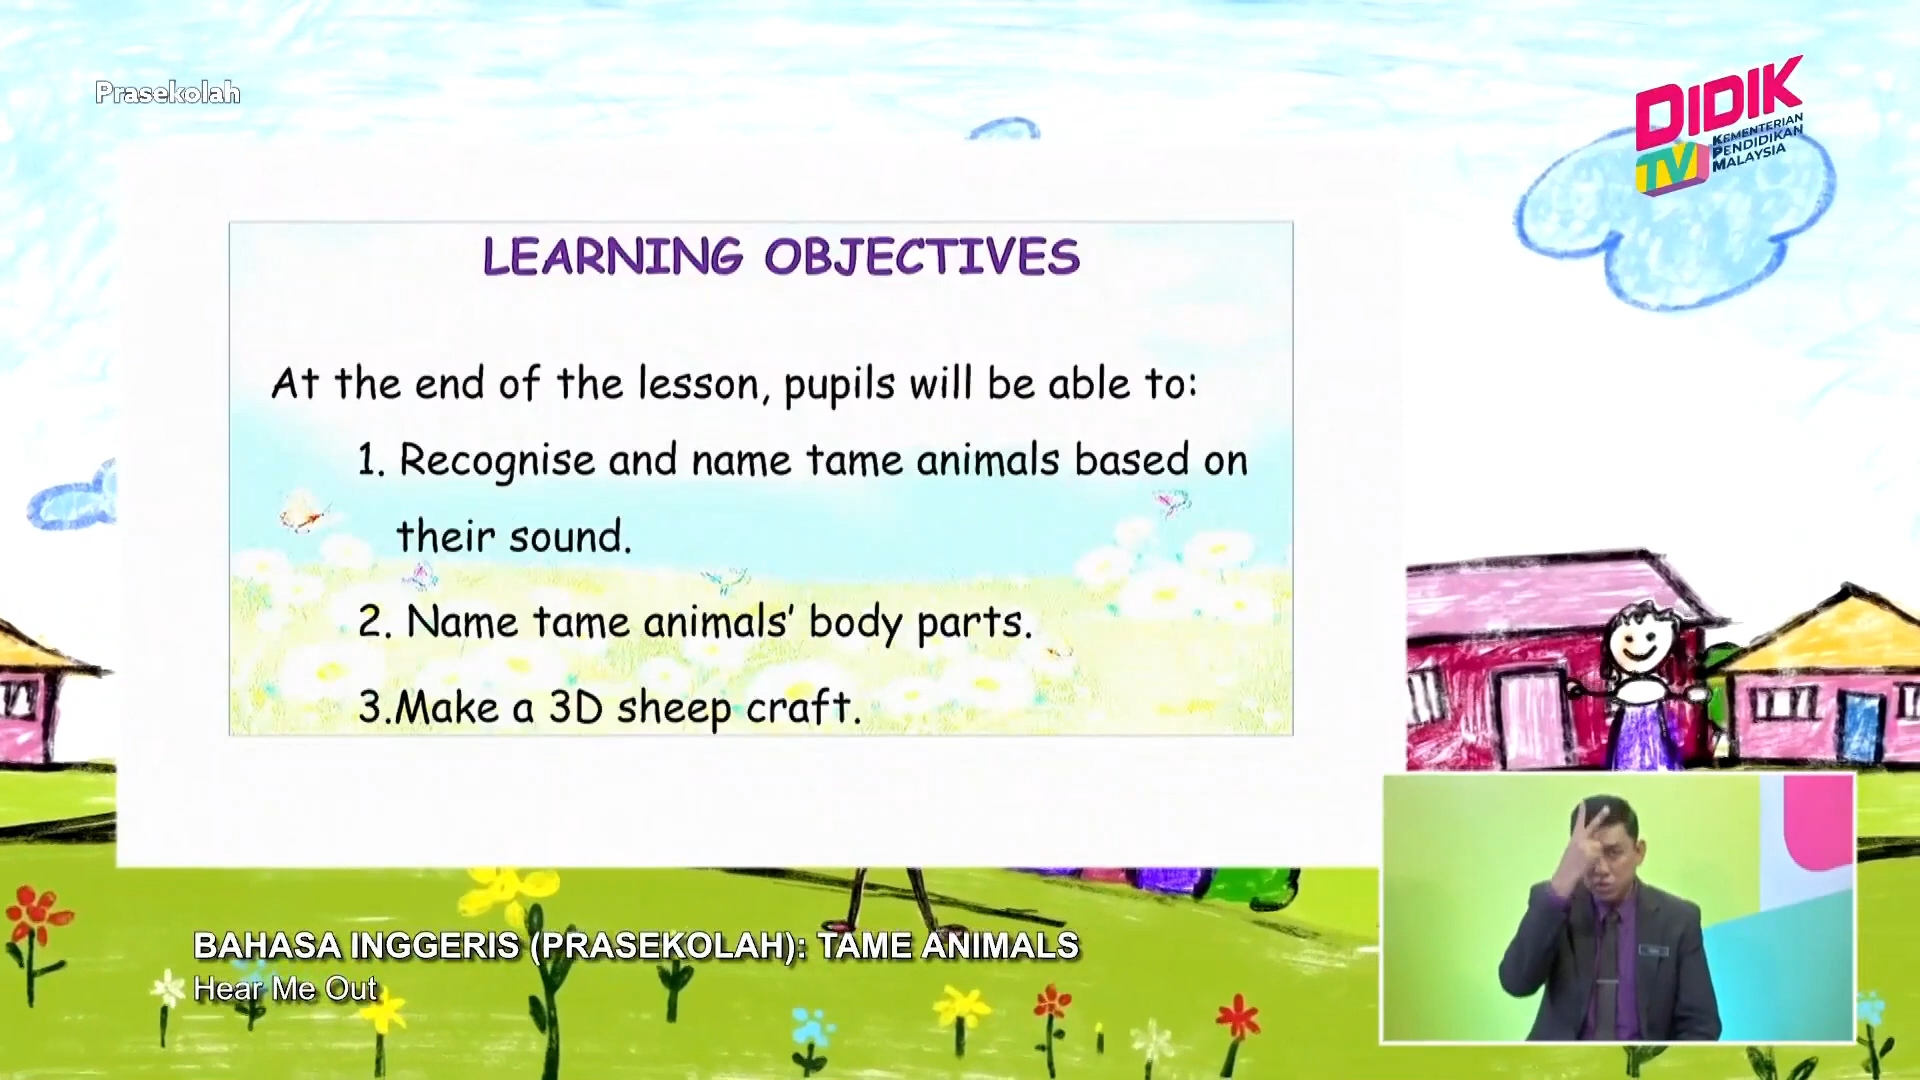 Prasekolah
DIDIK
TV
KEMENTERIAN
PENDIDIKAN
MALAYSIA
LEARNING OBJECTIVES
At the end of the lesson, pupils will be able to:
1. Recognise and name tame animals based on
their sound.
2. Name tame animals’ body parts.
3.Make a 3D sheep craft.
BAHASA INGGERIS (PRASEKOLAH): TAME ANIMALS
Hear Me Out